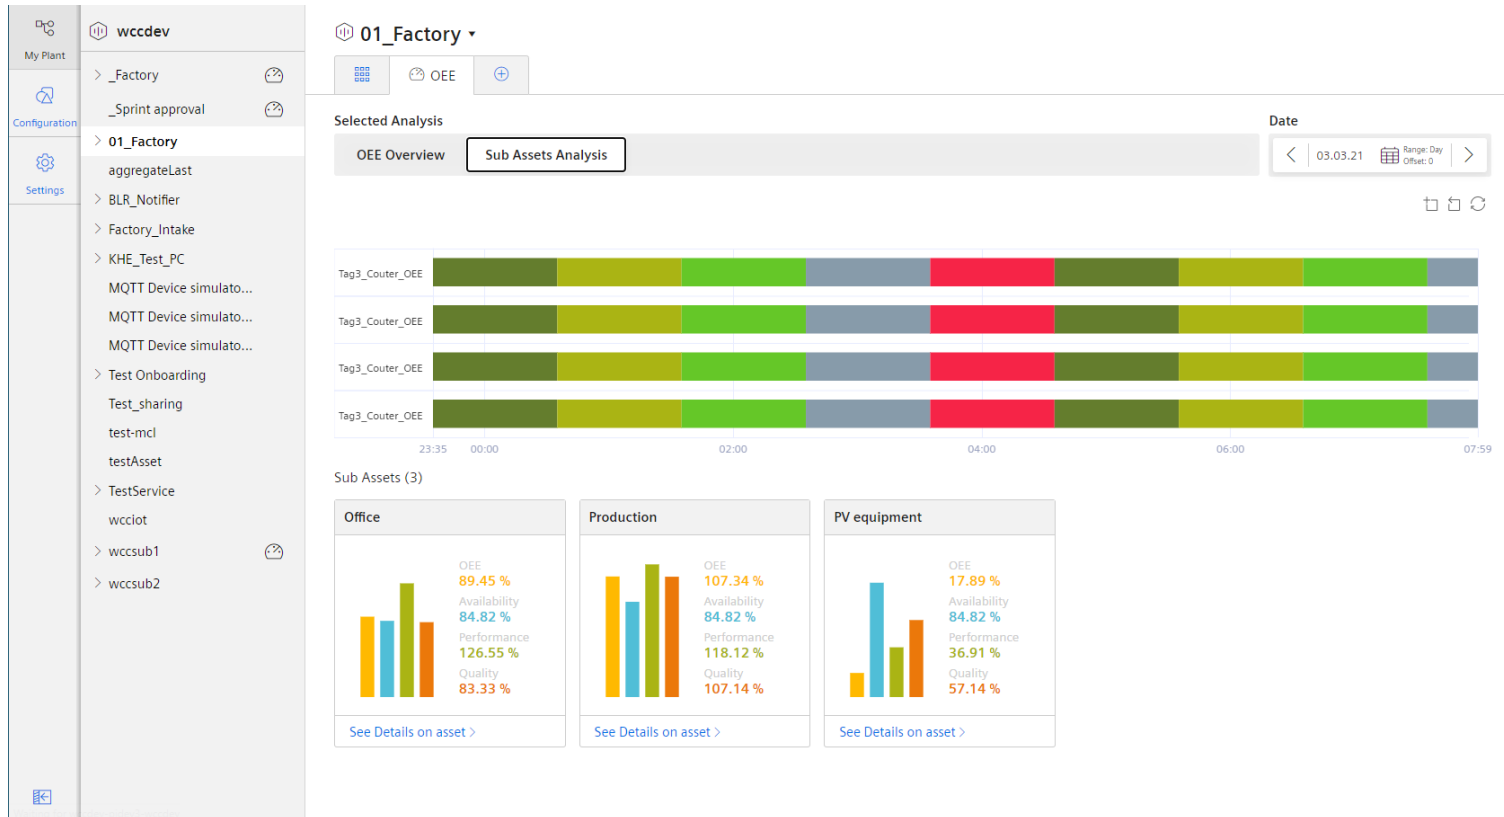 My Plant
Configuration
Settings
wccdev
_Factory
_Sprint approval
01_Factory
aggregateLast
BLR_Notifier
Factory_Intake
KHE_Test_PC
MQTT Device simulato...
MQTT Device simulato...
MQTT Device simulato...
Test Onboarding
Test_sharing
test-mcl
testAsset
TestService
wcciot
wccsub1
wccsub2
01_Factory
OEE
Selected Analysis
OEE Overview
Sub Assets Analysis
Date
03.03.21
Range: Day
Offset: 0
Tag3_Couter_OEE
Tag3_Couter_OEE
Tag3_Couter_OEE
Tag3_Couter_OEE
23:35 00:00 02:00 04:00 06:00 07:59
Sub Assets (3)
Office
OEE
89.45 %
Availability
84.82 %
Performance
126.55 %
Quality
83.33 %
See Details on asset
Production
OEE
107.34 %
Availability
84.82 %
Performance
118.12 %
Quality
107.14 %
See Details on asset
PV equipment
OEE
17.89 %
Availability
84.82 %
Performance
36.91 %
Quality
57.14 %
See Details on asset